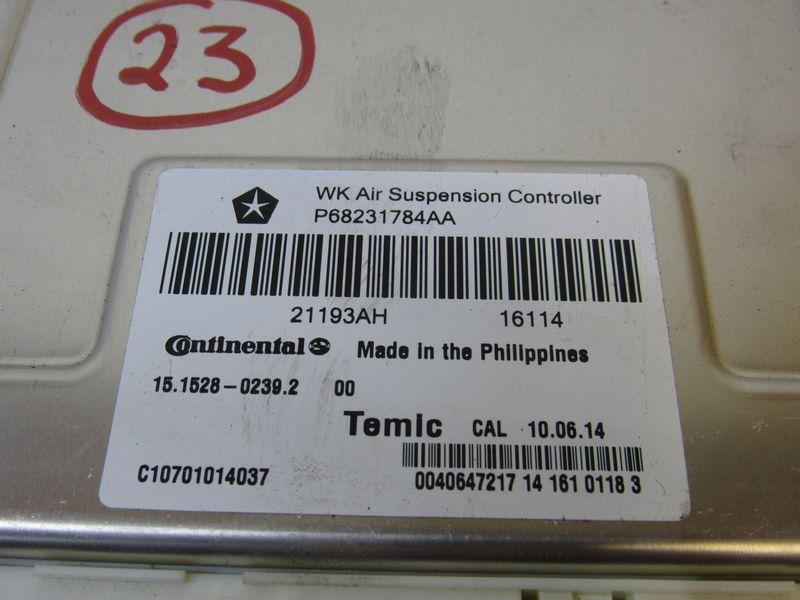 23
WK Air Suspension Controller
P68231784AA
21193AH 16114
Continental Made in the Philippines
15.1528-0239.2 00
Temic CAL 10.06.14
C10701014037 0040647217 14 161 0118 3